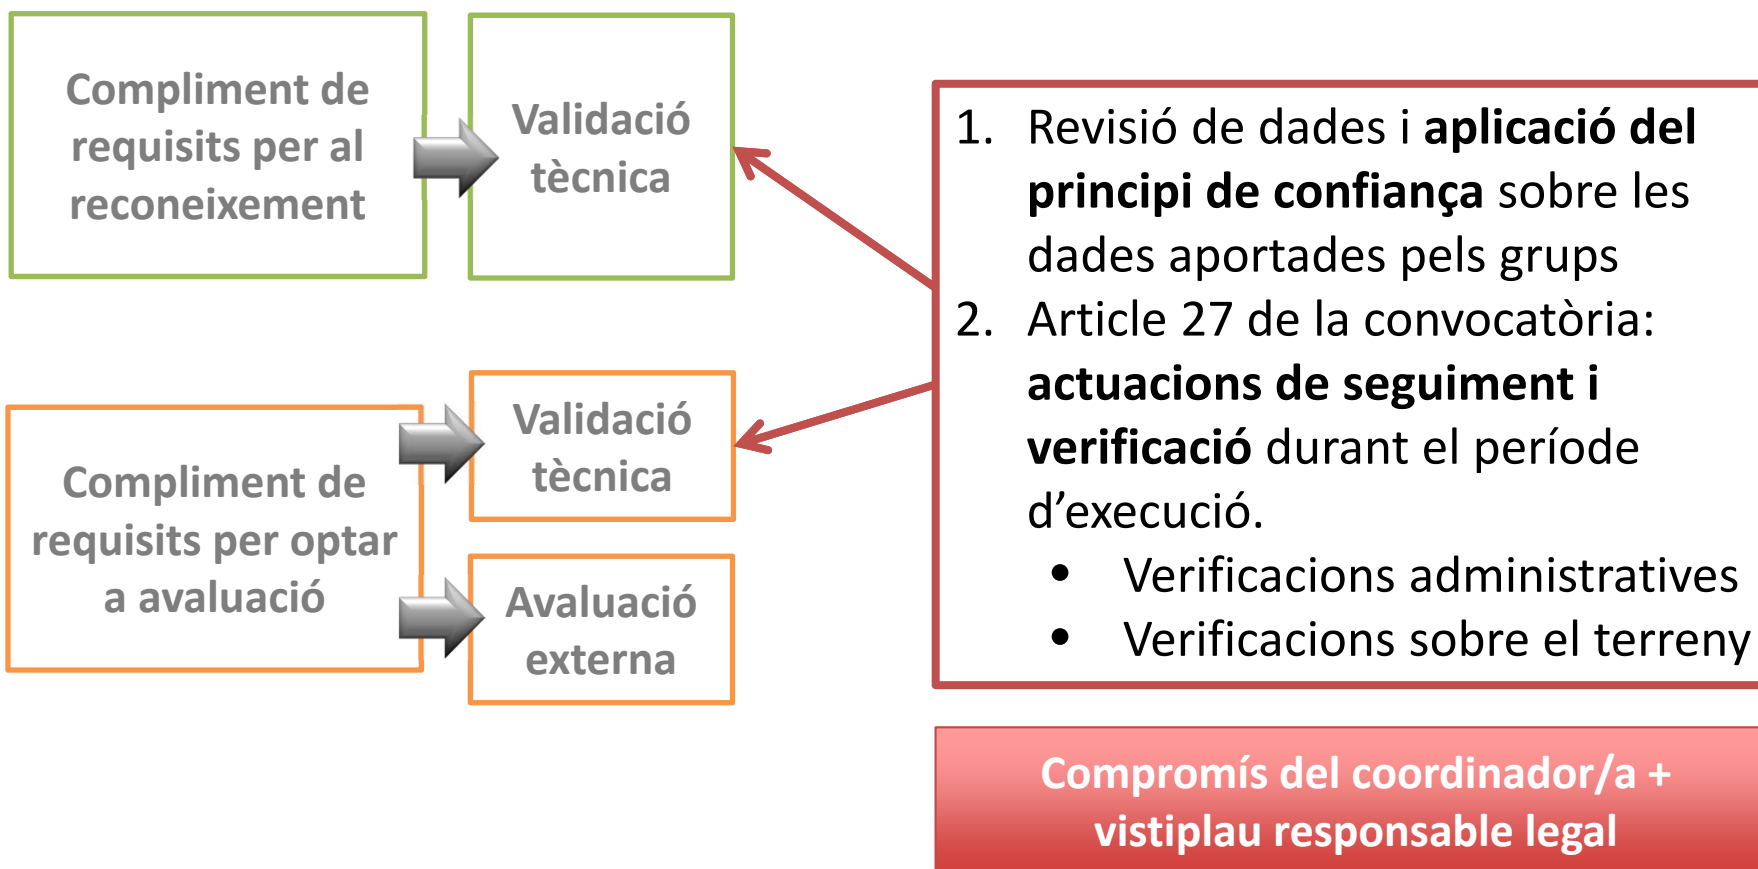 Compliment de
requisits per al
reconeixement
Validació
tècnica
Compliment de
requisits per optar
a avaluació
Validació
tècnica
Avaluació
externa
1. Revisió de dades i aplicació del
principi de confiança sobre les
dades aportades pels grups
2. Article 27 de la convocatòria:
actuacions de seguiment i
verificació durant el període
d’execució.
• Verificacions administratives
• Verificacions sobre el terreny
Compromís del coordinador/a +
vistiplau responsable legal